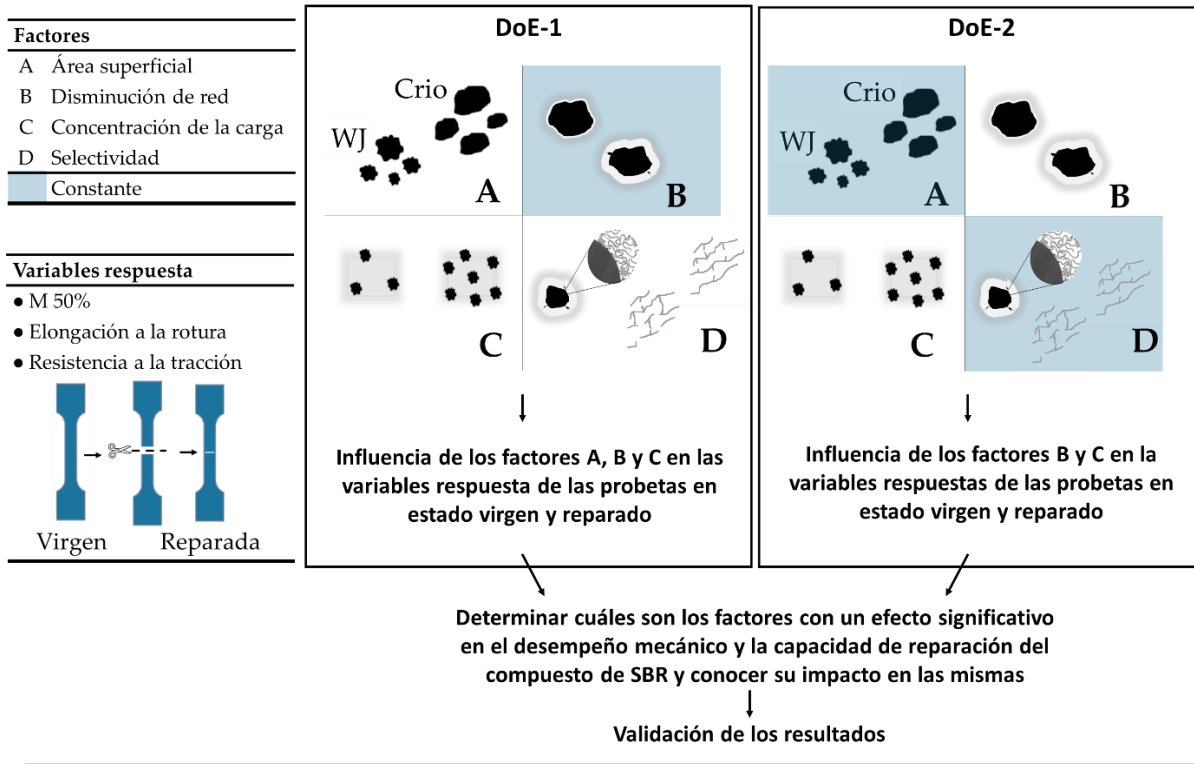 Factores
A Área superficial
B Disminución de red
C Concentración de la carga
D Selectividad
Constante
Variables respuesta
● M 50%
● Elongación a la rotura
● Resistencia a la tracción
Virgen Reparada
DoE-1
Crio
WJ
A
B
C
D
Influencia de los factores A, B y C en las
variables respuesta de las probetas en
estado virgen y reparado
DoE-2
Crio
WJ
A
B
C
D
Influencia de los factores B y C en la
variables respuestas de las probetas en
estado virgen y reparado
Determinar cuáles son los factores con un efecto significativo
en el desempeño mecánico y la capacidad de reparación del
compuesto de SBR y conocer su impacto en las mismas
Validación de los resultados